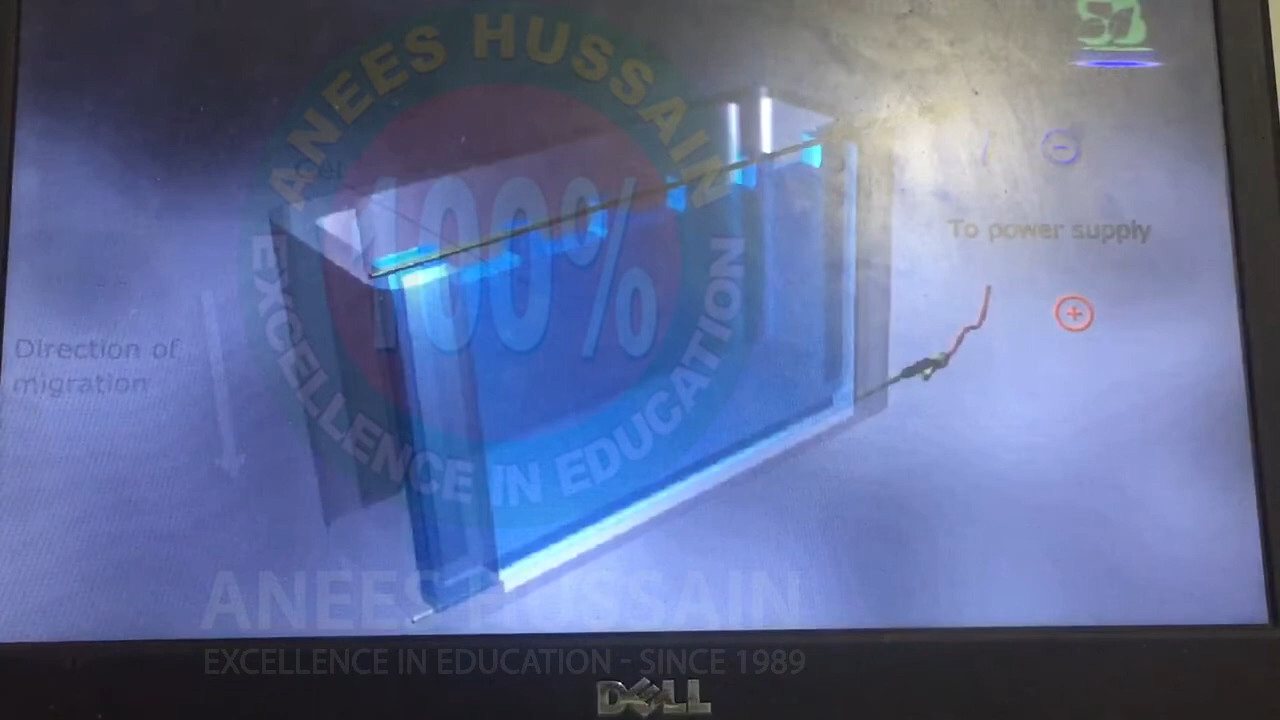 ANEES HUSSAIN
100%
EXCELLENCE IN EDUCATION
−
To power supply
+
Direction of
migration
ANEES HUSSAIN
EXCELLENCE IN EDUCATION - SINCE 1989
DELL